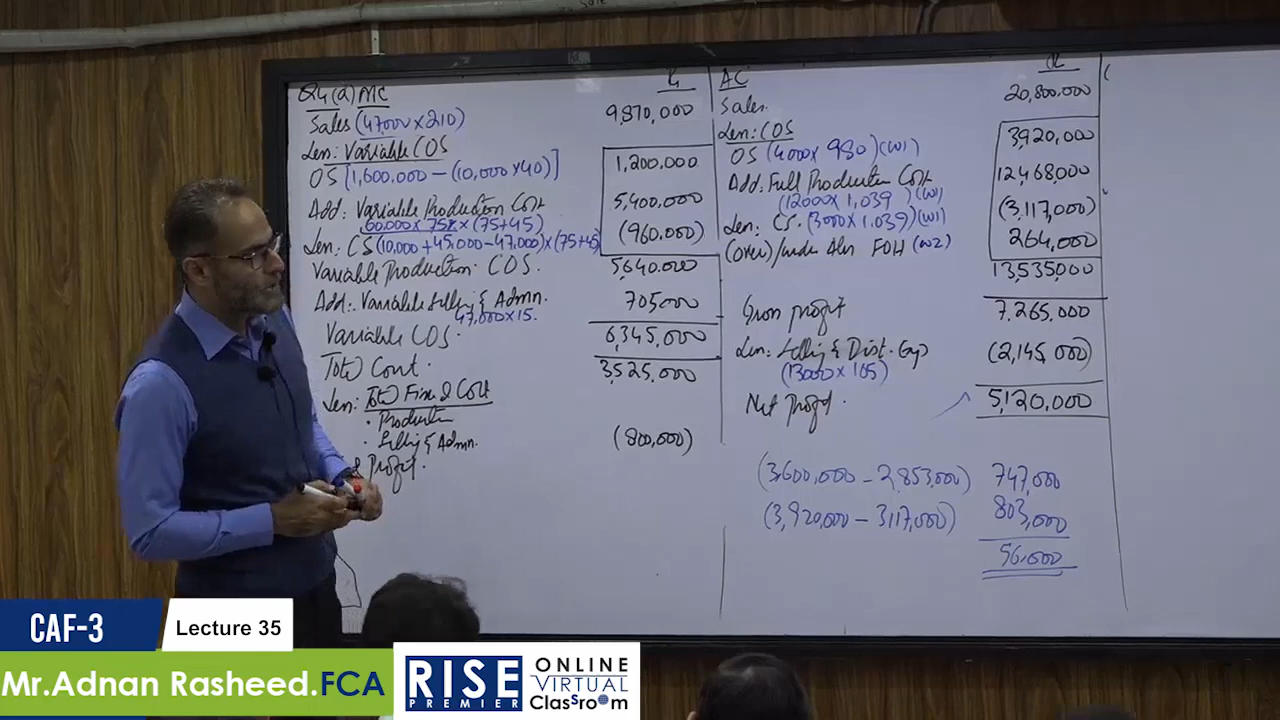 Q4(a) MC
Sales (47,000 × 210) 9,870,000
Less: Variable COS
OS [1,600,000 – (10,000 × 40)] 1,200,000
Add: Variable Production Cost 5,400,000
60,000 × 75% × (75+45)
Less: CS (10,000 + 45,000 – 47,000) × (75+45) (960,000)
Variable Production COS. 5,640,000
Add: Variable Selling & Admn. 705,000
47,000 × 15.
Variable COS. 6,345,000
Total Cont. 3,525,000
Less: Total Fixed Cost
• Production
• Selling & Admn. (800,000)
Profit.
AC
Sales. 20,800,000
Less: COS
OS (4000 × 980) (W1) 3,920,000
Add: Full Production Cost 12,468,000
(12000 × 1,039) (W1)
Less: CS. (3000 × 1,039) (W1) (3,117,000)
(Over)/under Abn FOH (W2) 264,000
13,535,000
Gross profit 7,265,000
Less: Selling & Dist. Exp (2,145,000)
(13000 × 165)
Net Profit. 5,120,000
(3,600,000 – 2,853,000) 747,000
(3,920,000 – 3,117,000) 803,000
56,000
CAF-3
Lecture 35
Mr.Adnan Rasheed.FCA
RISE
PREMIER
ONLINE
VIRTUAL
Classroom